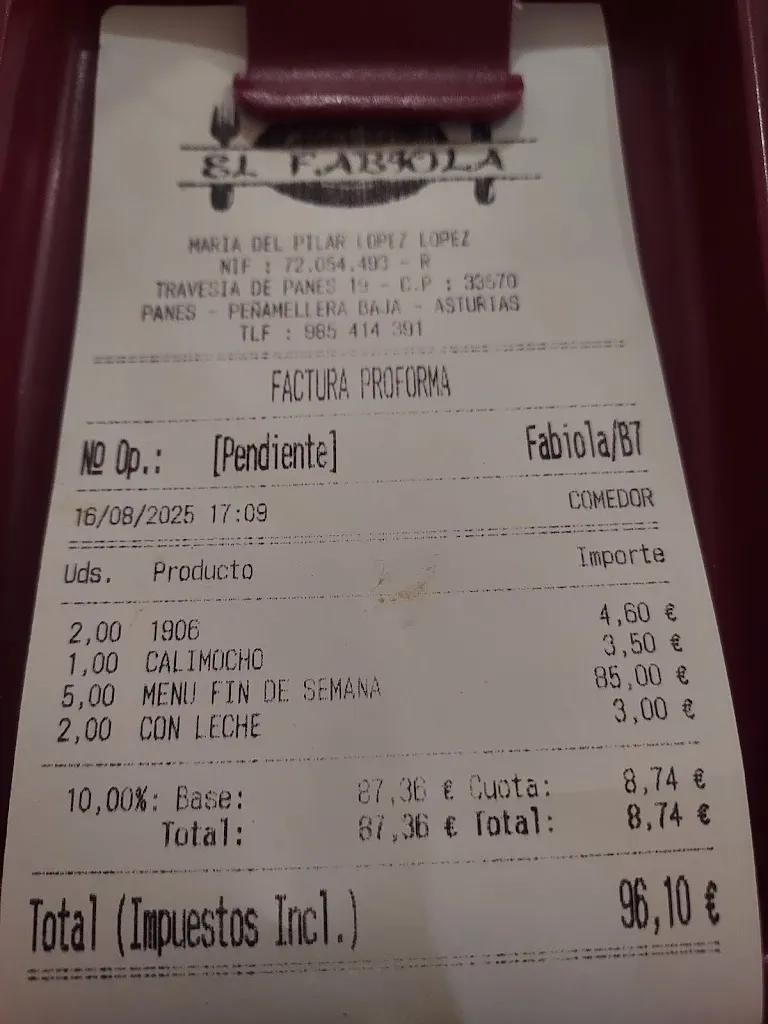 EL FABIOLA
MARIA DEL PILAR LOPEZ LOPEZ
NIF : 72.054.493 - R
TRAVESIA DE PANES 19 - C.P : 33570
PANES - PEÑAMELLERA BAJA - ASTURIAS
TLF : 985 414 391
FACTURA PROFORMA
Nº Op.: [Pendiente] Fabiola/B7
16/08/2025 17:09 COMEDOR
Uds. Producto Importe
2,00 1906 4,60 €
1,00 CALIMOCHO 3,50 €
5,00 MENU FIN DE SEMANA 85,00 €
2,00 CON LECHE 3,00 €
10,00%: Base: 87,36 € Cuota: 8,74 €
Total: 87,36 € Total: 8,74 €
Total (Impuestos Incl.) 96,10 €